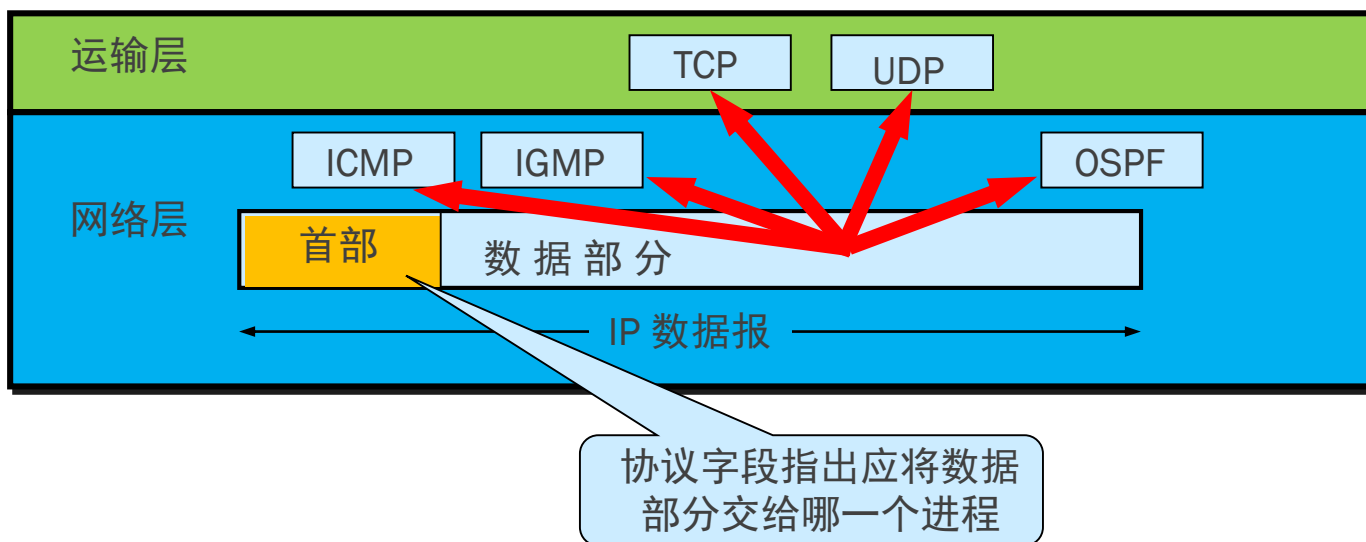 运输层
TCP
UDP
ICMP
IGMP
OSPF
网络层
首部
数 据 部 分
IP 数据报
协议字段指出应将数据
部分交给哪一个进程